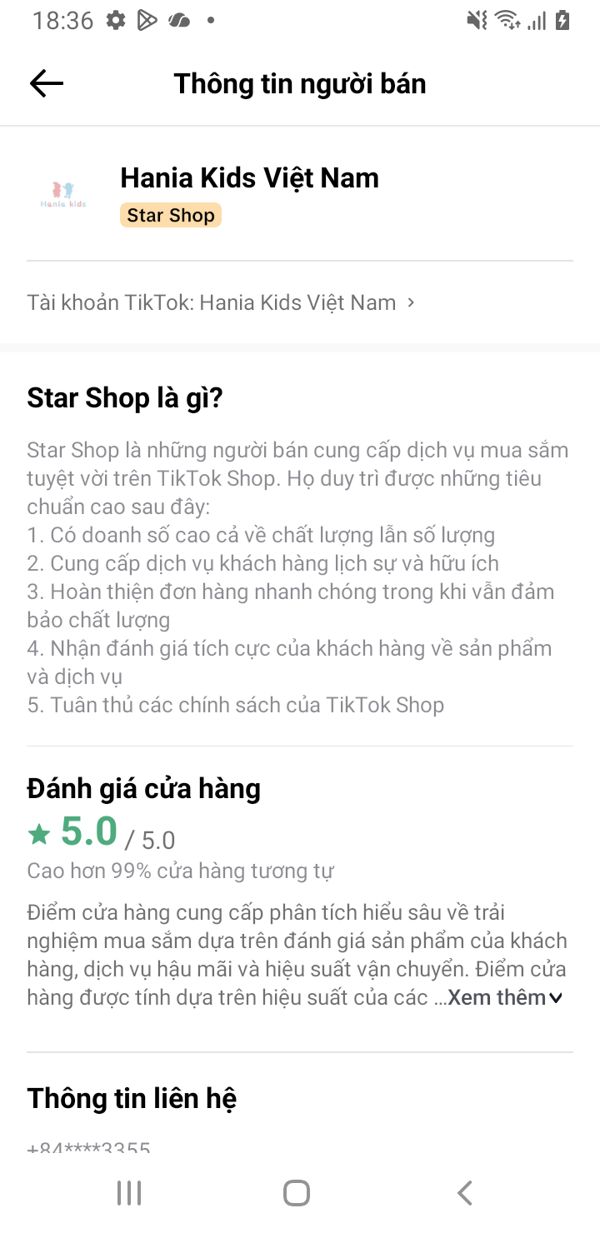 18:36
Thông tin người bán
Hania Kids Việt Nam
Hania kids
Star Shop
Tài khoản TikTok: Hania Kids Việt Nam >
Star Shop là gì?
Star Shop là những người bán cung cấp dịch vụ mua sắm
tuyệt vời trên TikTok Shop. Họ duy trì được những tiêu
chuẩn cao sau đây:
1. Có doanh số cao cả về chất lượng lẫn số lượng
2. Cung cấp dịch vụ khách hàng lịch sự và hữu ích
3. Hoàn thiện đơn hàng nhanh chóng trong khi vẫn đảm
bảo chất lượng
4. Nhận đánh giá tích cực của khách hàng về sản phẩm
và dịch vụ
5. Tuân thủ các chính sách của TikTok Shop
Đánh giá cửa hàng
5.0 / 5.0
Cao hơn 99% cửa hàng tương tự
Điểm cửa hàng cung cấp phân tích hiểu sâu về trải
nghiệm mua sắm dựa trên đánh giá sản phẩm của khách
hàng, dịch vụ hậu mãi và hiệu suất vận chuyển. Điểm cửa
hàng được tính dựa trên hiệu suất của các ...Xem thêm
Thông tin liên hệ
+84****3355